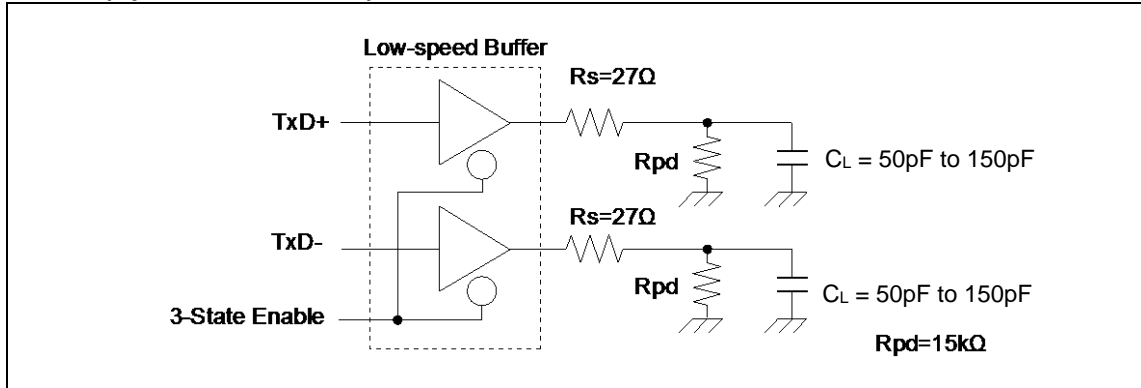 Low-speed Buffer
Rs=27Ω
TxD+
Rpd
CL = 50pF to 150pF
Rs=27Ω
TxD-
Rpd
CL = 50pF to 150pF
3-State Enable
Rpd=15kΩ